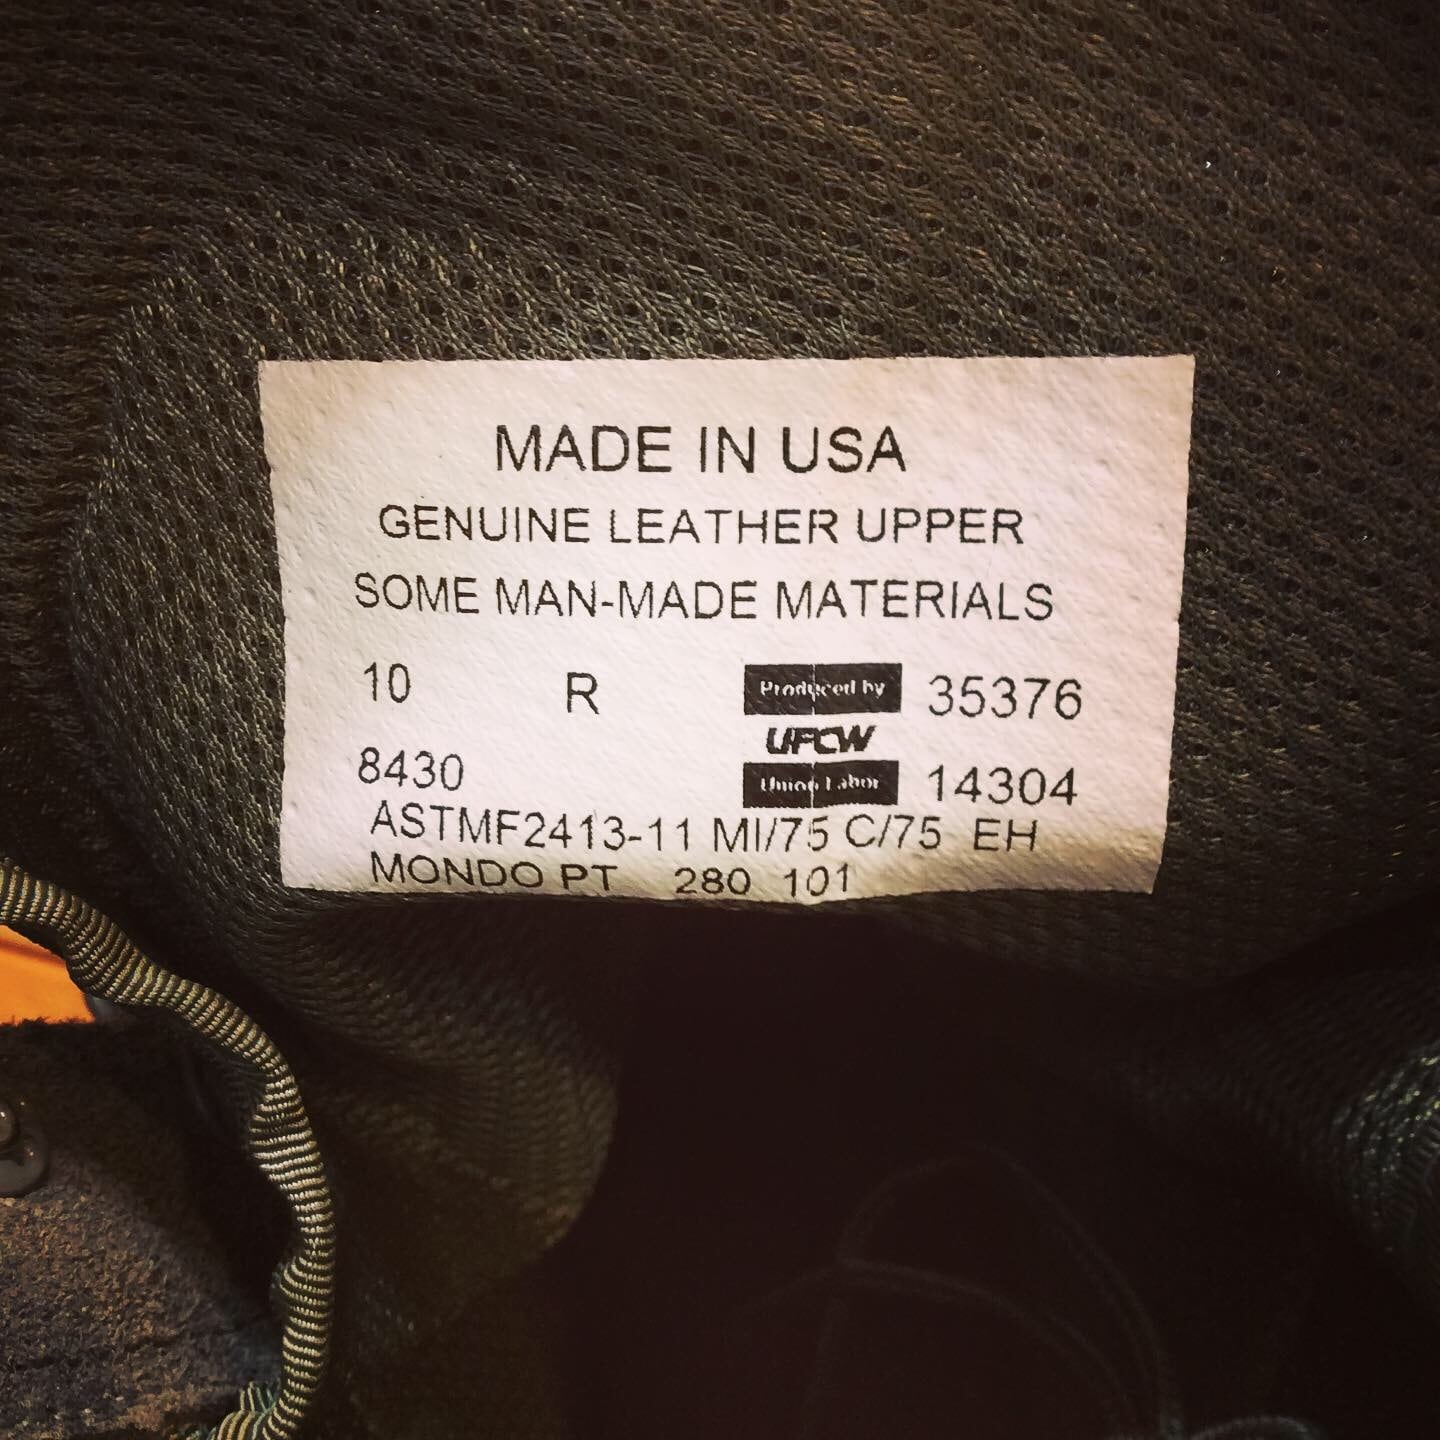 MADE IN USA
GENUINE LEATHER UPPER
SOME MAN-MADE MATERIALS
10 R Produced by 35376
UFCW
8430 Union Labor 14304
ASTMF2413-11 MI/75 C/75 EH
MONDO PT 280 101